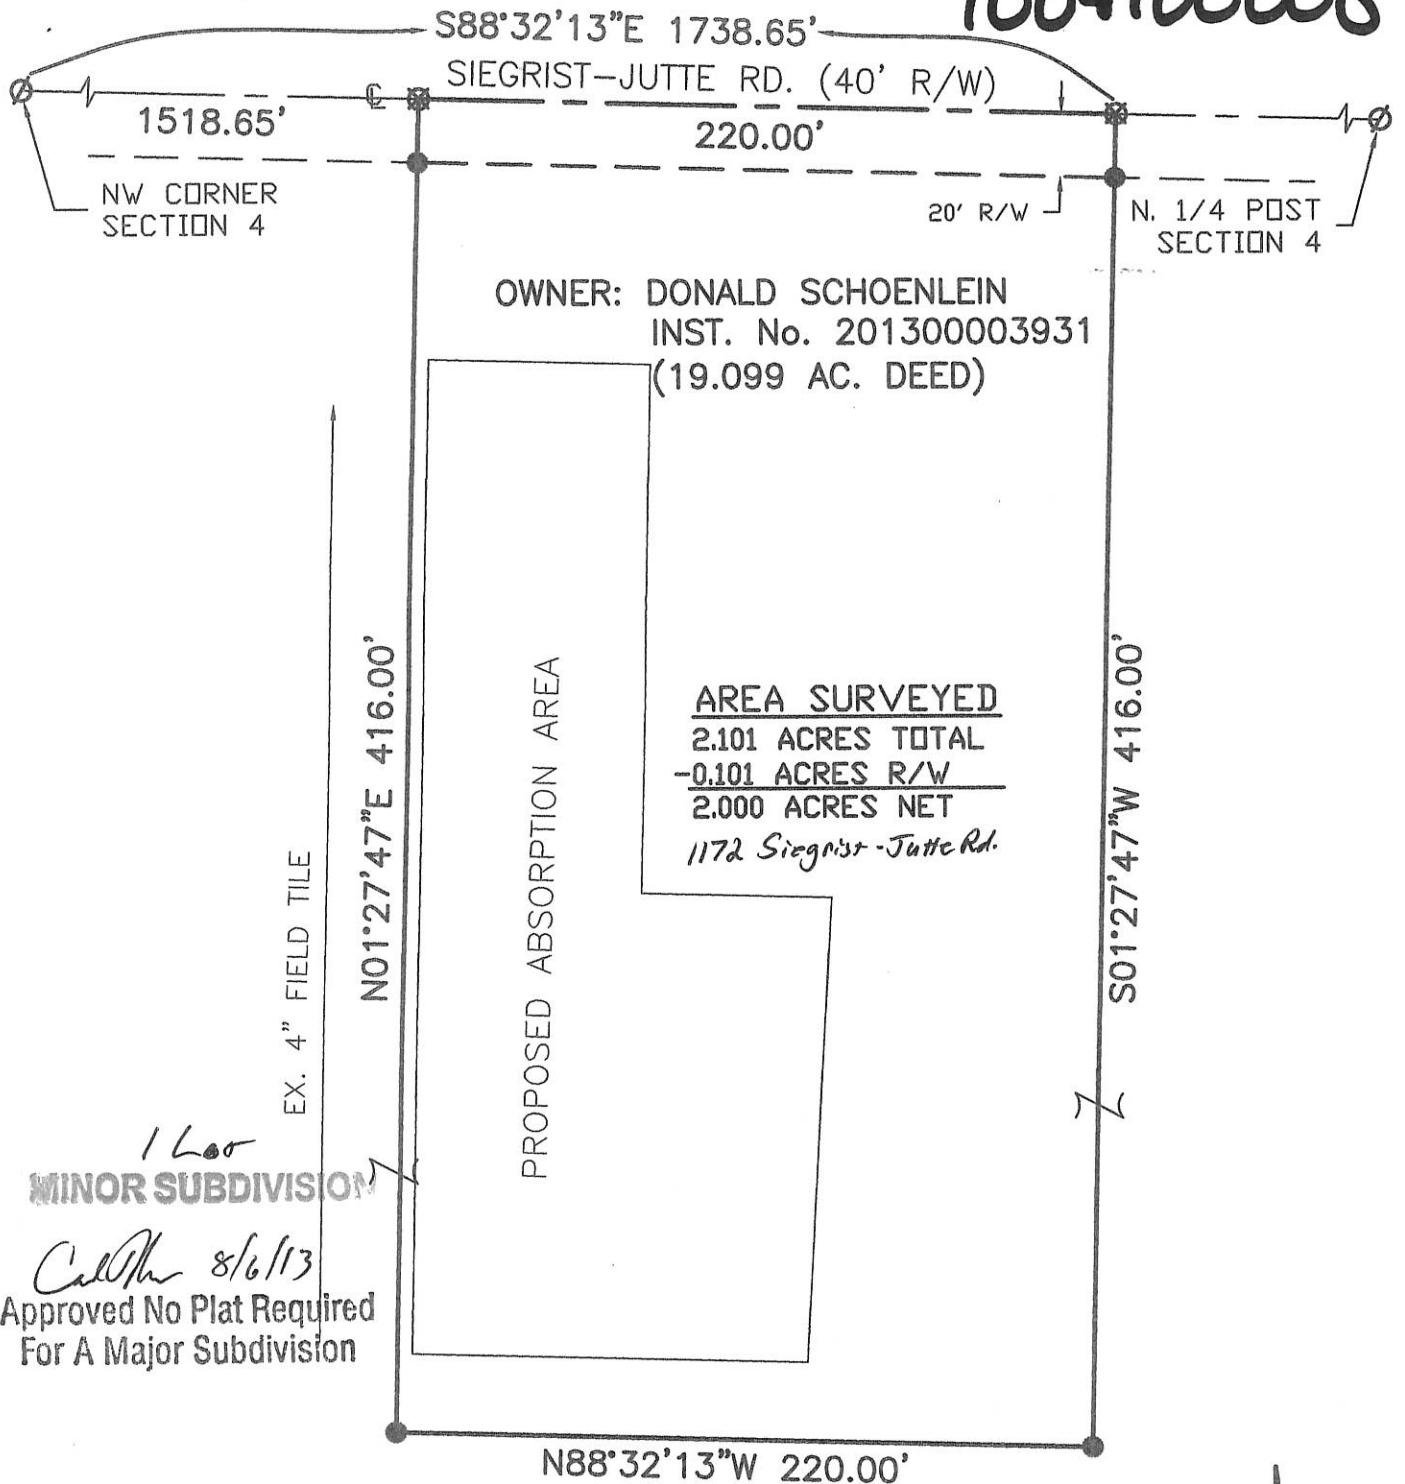 S88°32'13"E 1738.65'
SIEGRIST-JUTTE RD. (40' R/W)
℄
1518.65'
220.00'
NW CORNER
SECTION 4
20' R/W
N. 1/4 POST
SECTION 4
OWNER: DONALD SCHOENLEIN
INST. No. 201300003931
(19.099 AC. DEED)
EX. 4" FIELD TILE
N01°27'47"E 416.00'
PROPOSED ABSORPTION AREA
AREA SURVEYED
2.101 ACRES TOTAL
-0.101 ACRES R/W
2.000 ACRES NET
1172 Siegrist-Jutte Rd.
S01°27'47"W 416.00'
1 Lot
MINOR SUBDIVISION
8/6/13
Approved No Plat Required
For A Major Subdivision
N88°32'13"W 220.00'